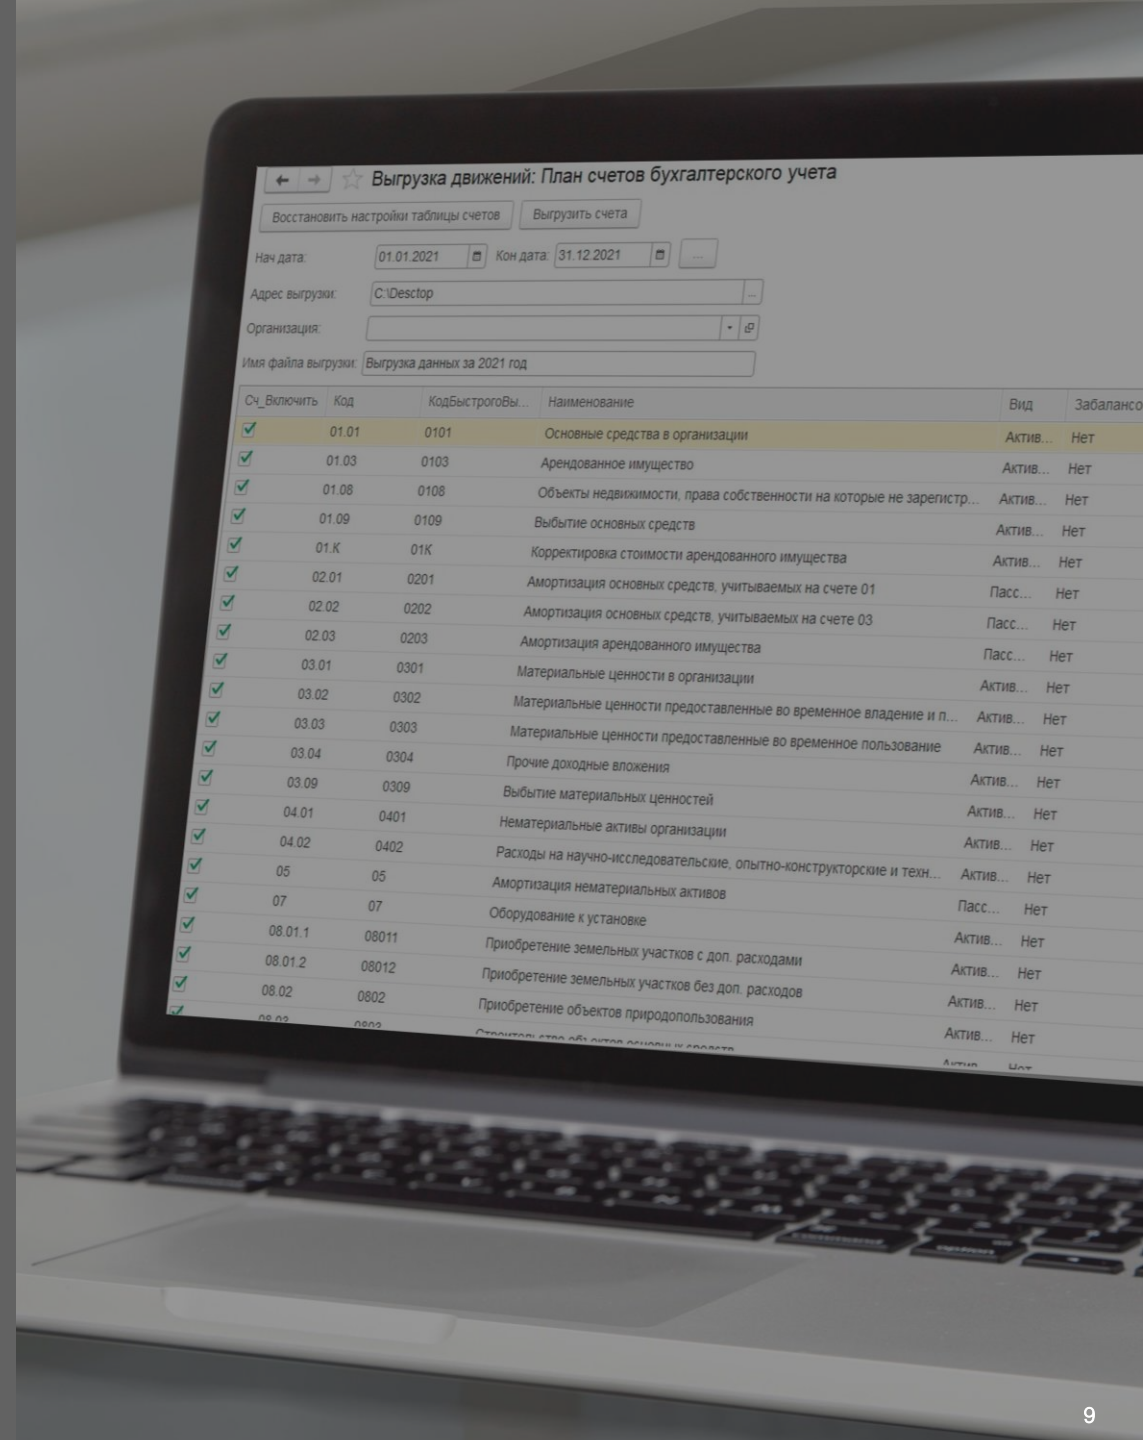 Выгрузка движений: План счетов бухгалтерского учета
Восстановить настройки таблицы счетов Выгрузить счета
Нач дата: 01.01.2021 Кон дата: 31.12.2021 ...
Адрес выгрузки: C:\Desctop ...
Организация:
Имя файла выгрузки: Выгрузка данных за 2021 год
Сч_Включить Код КодБыстрогоВы... Наименование Вид Забалансо
01.01 0101 Основные средства в организации Актив... Нет
01.03 0103 Арендованное имущество Актив... Нет
01.08 0108 Объекты недвижимости, права собственности на которые не зарегистр... Актив... Нет
01.09 0109 Выбытие основных средств Актив... Нет
01.К 01К Корректировка стоимости арендованного имущества Актив... Нет
02.01 0201 Амортизация основных средств, учитываемых на счете 01 Пасс... Нет
02.02 0202 Амортизация основных средств, учитываемых на счете 03 Пасс... Нет
02.03 0203 Амортизация арендованного имущества Пасс... Нет
03.01 0301 Материальные ценности в организации Актив... Нет
03.02 0302 Материальные ценности предоставленные во временное владение и п... Актив... Нет
03.03 0303 Материальные ценности предоставленные во временное пользование Актив... Нет
03.04 0304 Прочие доходные вложения Актив... Нет
03.09 0309 Выбытие материальных ценностей Актив... Нет
04.01 0401 Нематериальные активы организации Актив... Нет
04.02 0402 Расходы на научно-исследовательские, опытно-конструкторские и техн... Актив... Нет
05 05 Амортизация нематериальных активов Пасс... Нет
07 07 Оборудование к установке Актив... Нет
08.01.1 08011 Приобретение земельных участков с доп. расходами Актив... Нет
08.01.2 08012 Приобретение земельных участков без доп. расходов Актив... Нет
08.02 0802 Приобретение объектов природопользования Актив... Нет
08.03 0803 Строительство объектов основных средств Актив Нет
command option
9